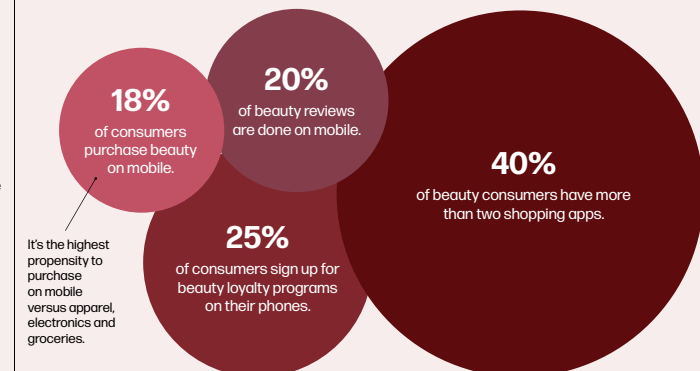 18%
of consumers
purchase beauty
on mobile.
20%
of beauty reviews
are done on mobile.
40%
of beauty consumers have more
than two shopping apps.
25%
of consumers sign up for
beauty loyalty programs
on their phones.
It's the highest
propensity to
purchase
on mobile
versus apparel,
electronics and
groceries.